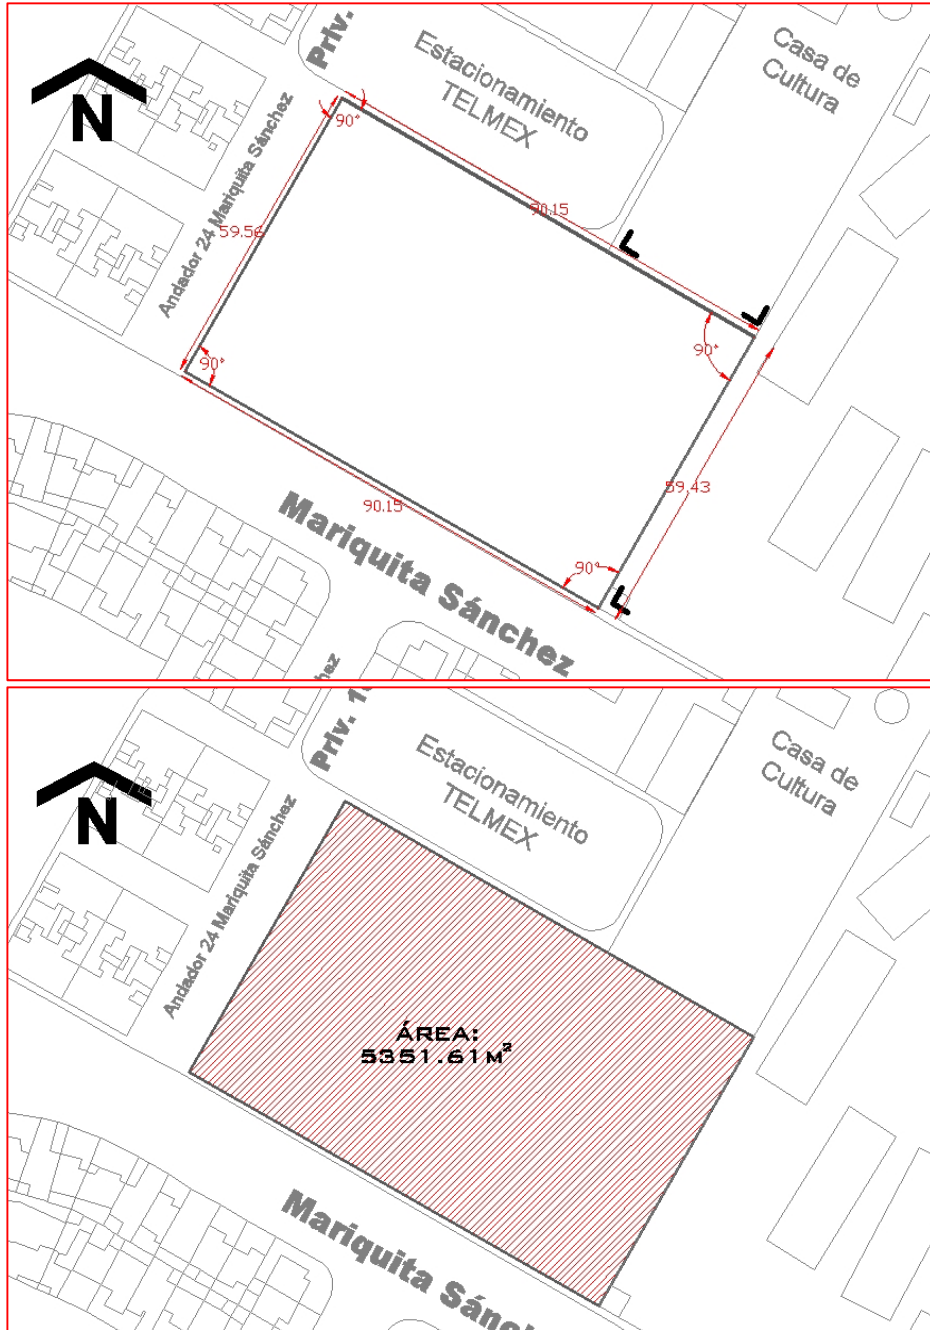 Priv.
Estacionamiento
TELMEX
Casa de
Cultura
N
Andador 24 Mariquita Sánchez
90°
90.15
59.56
90°
90°
59.43
90.15
90°
Mariquita Sánchez
Priv. 1
Estacionamiento
TELMEX
Casa de
Cultura
N
Andador 24 Mariquita Sánchez
ÁREA:
5351.61M²
Mariquita Sánc